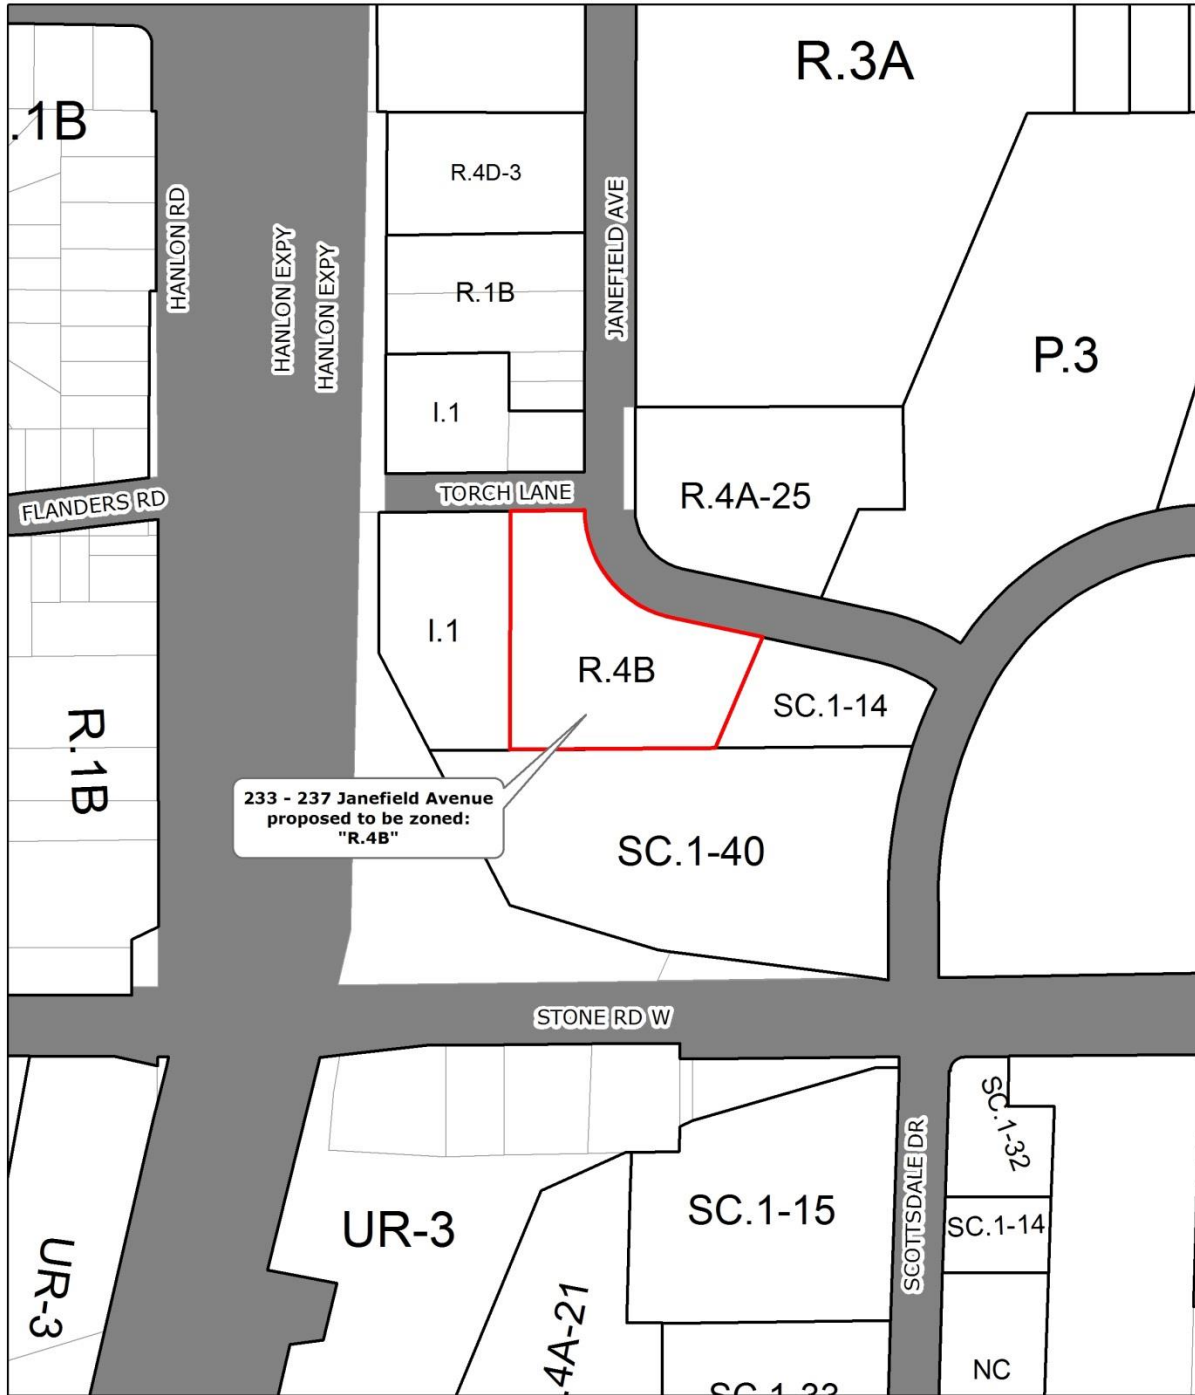 R.3A
.1B
R.4D-3
HANLON RD
JANEFIELD AVE
HANLON EXPY
HANLON EXPY
R.1B
P.3
I.1
TORCH LANE
R.4A-25
FLANDERS RD
I.1
R.4B
SC.1-14
R.1B
233 - 237 Janefield Avenue
proposed to be zoned:
"R.4B"
SC.1-40
STONE RD W
SC.1-32
SCOTTSDALE DR
SC.1-15
UR-3
SC.1-14
UR-3
.4A-21
NC
SC.1-33